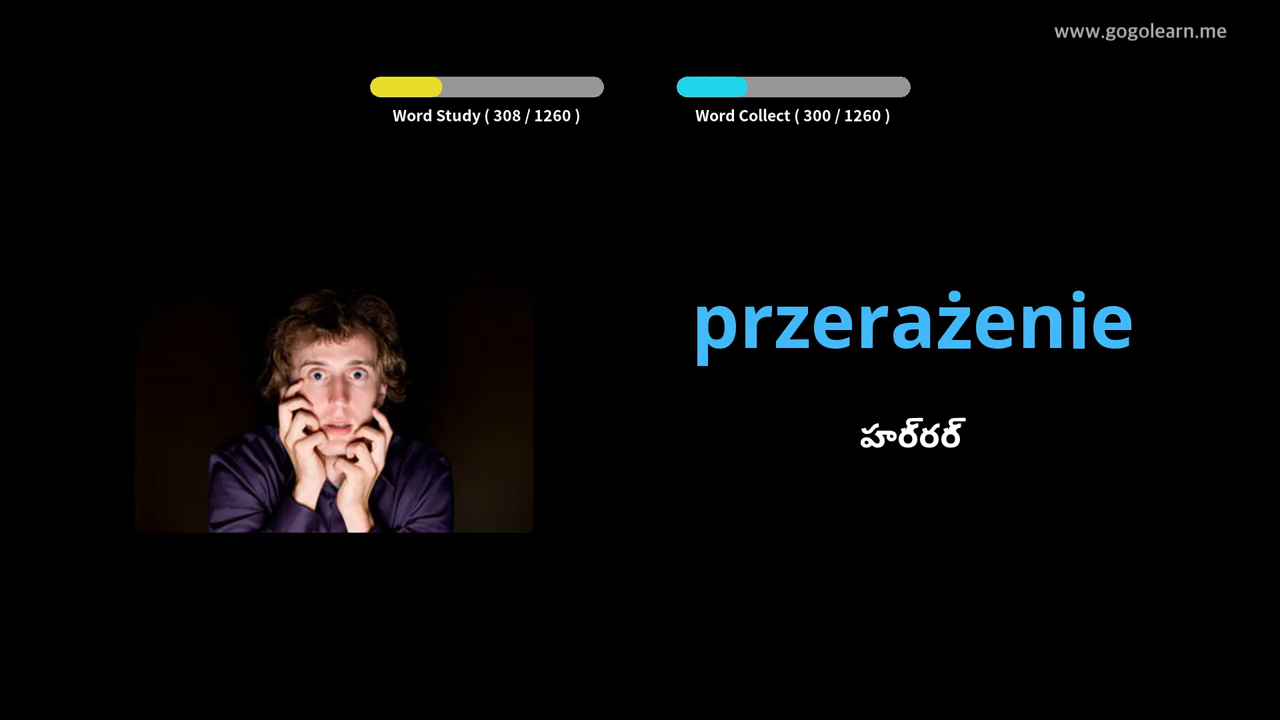 www.gogolearn.me
Word Study ( 308 / 1260 )
Word Collect ( 300 / 1260 )
przerażenie
హర్రర్